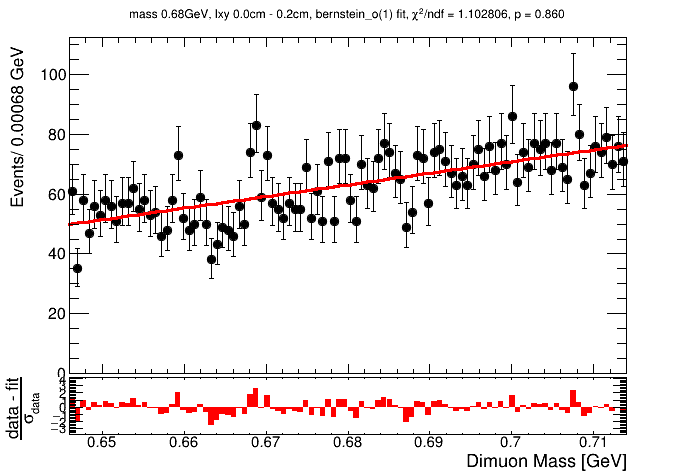 mass 0.68GeV, lxy 0.0cm - 0.2cm, bernstein_o(1) fit, χ²/ndf = 1.102806, p = 0.860
Events/ 0.00068 GeV
100
80
60
40
20
0
data - fit
σdata
0.65 0.66 0.67 0.68 0.69 0.7 0.71
Dimuon Mass [GeV]